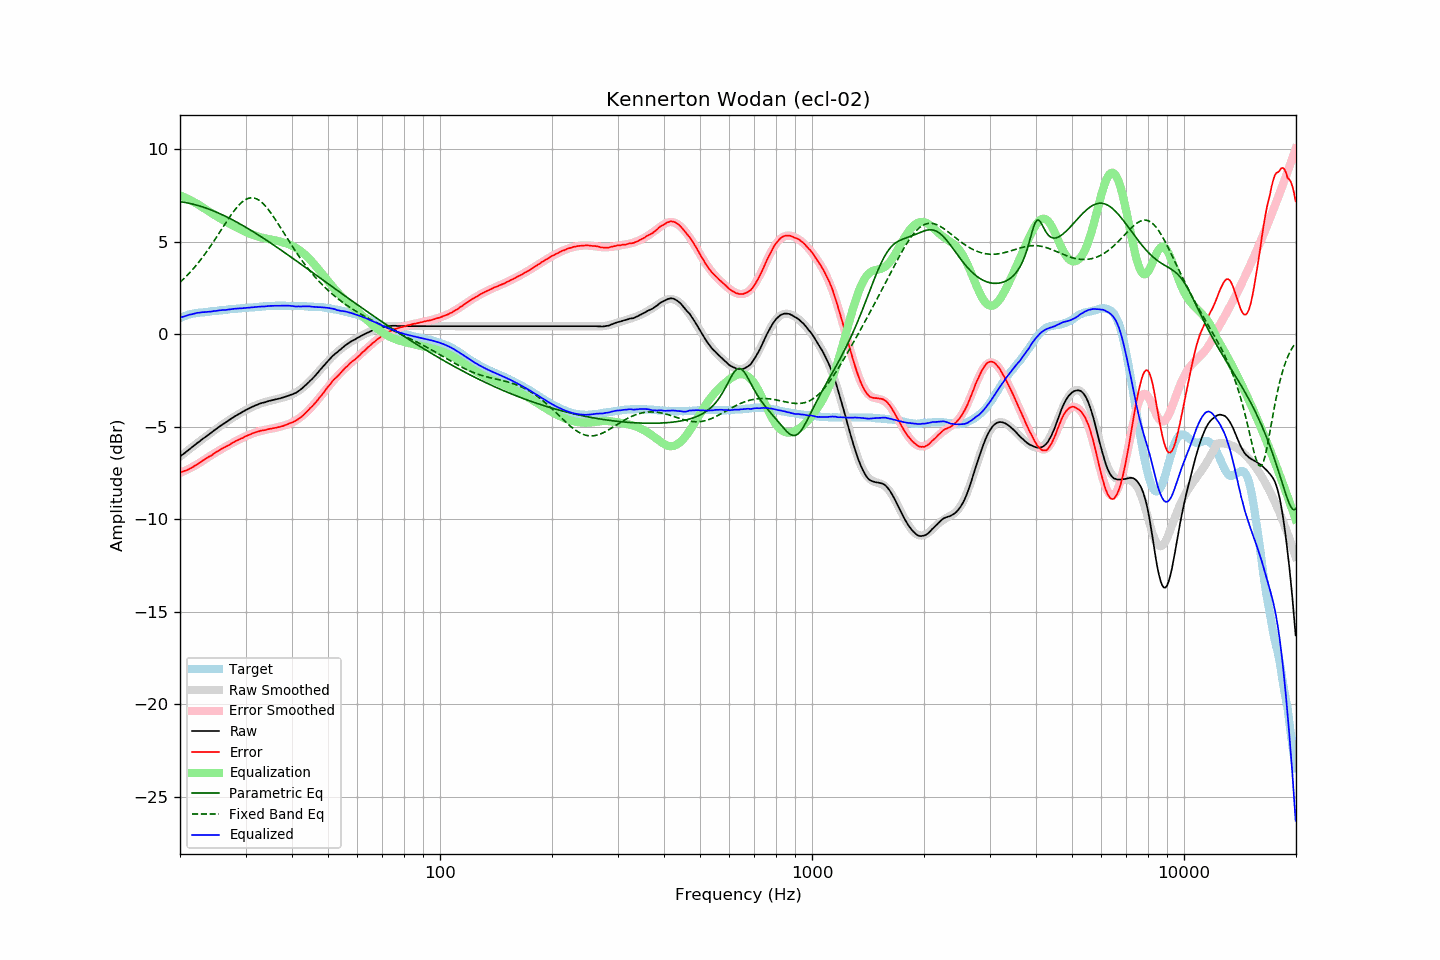 Kennerton Wodan (ecl-02)
Amplitude (dBr)
10
5
0
−5
−10
−15
−20
−25
Target
Raw Smoothed
Error Smoothed
Raw
Error
Equalization
Parametric Eq
Fixed Band Eq
Equalized
100
1000
10000
Frequency (Hz)